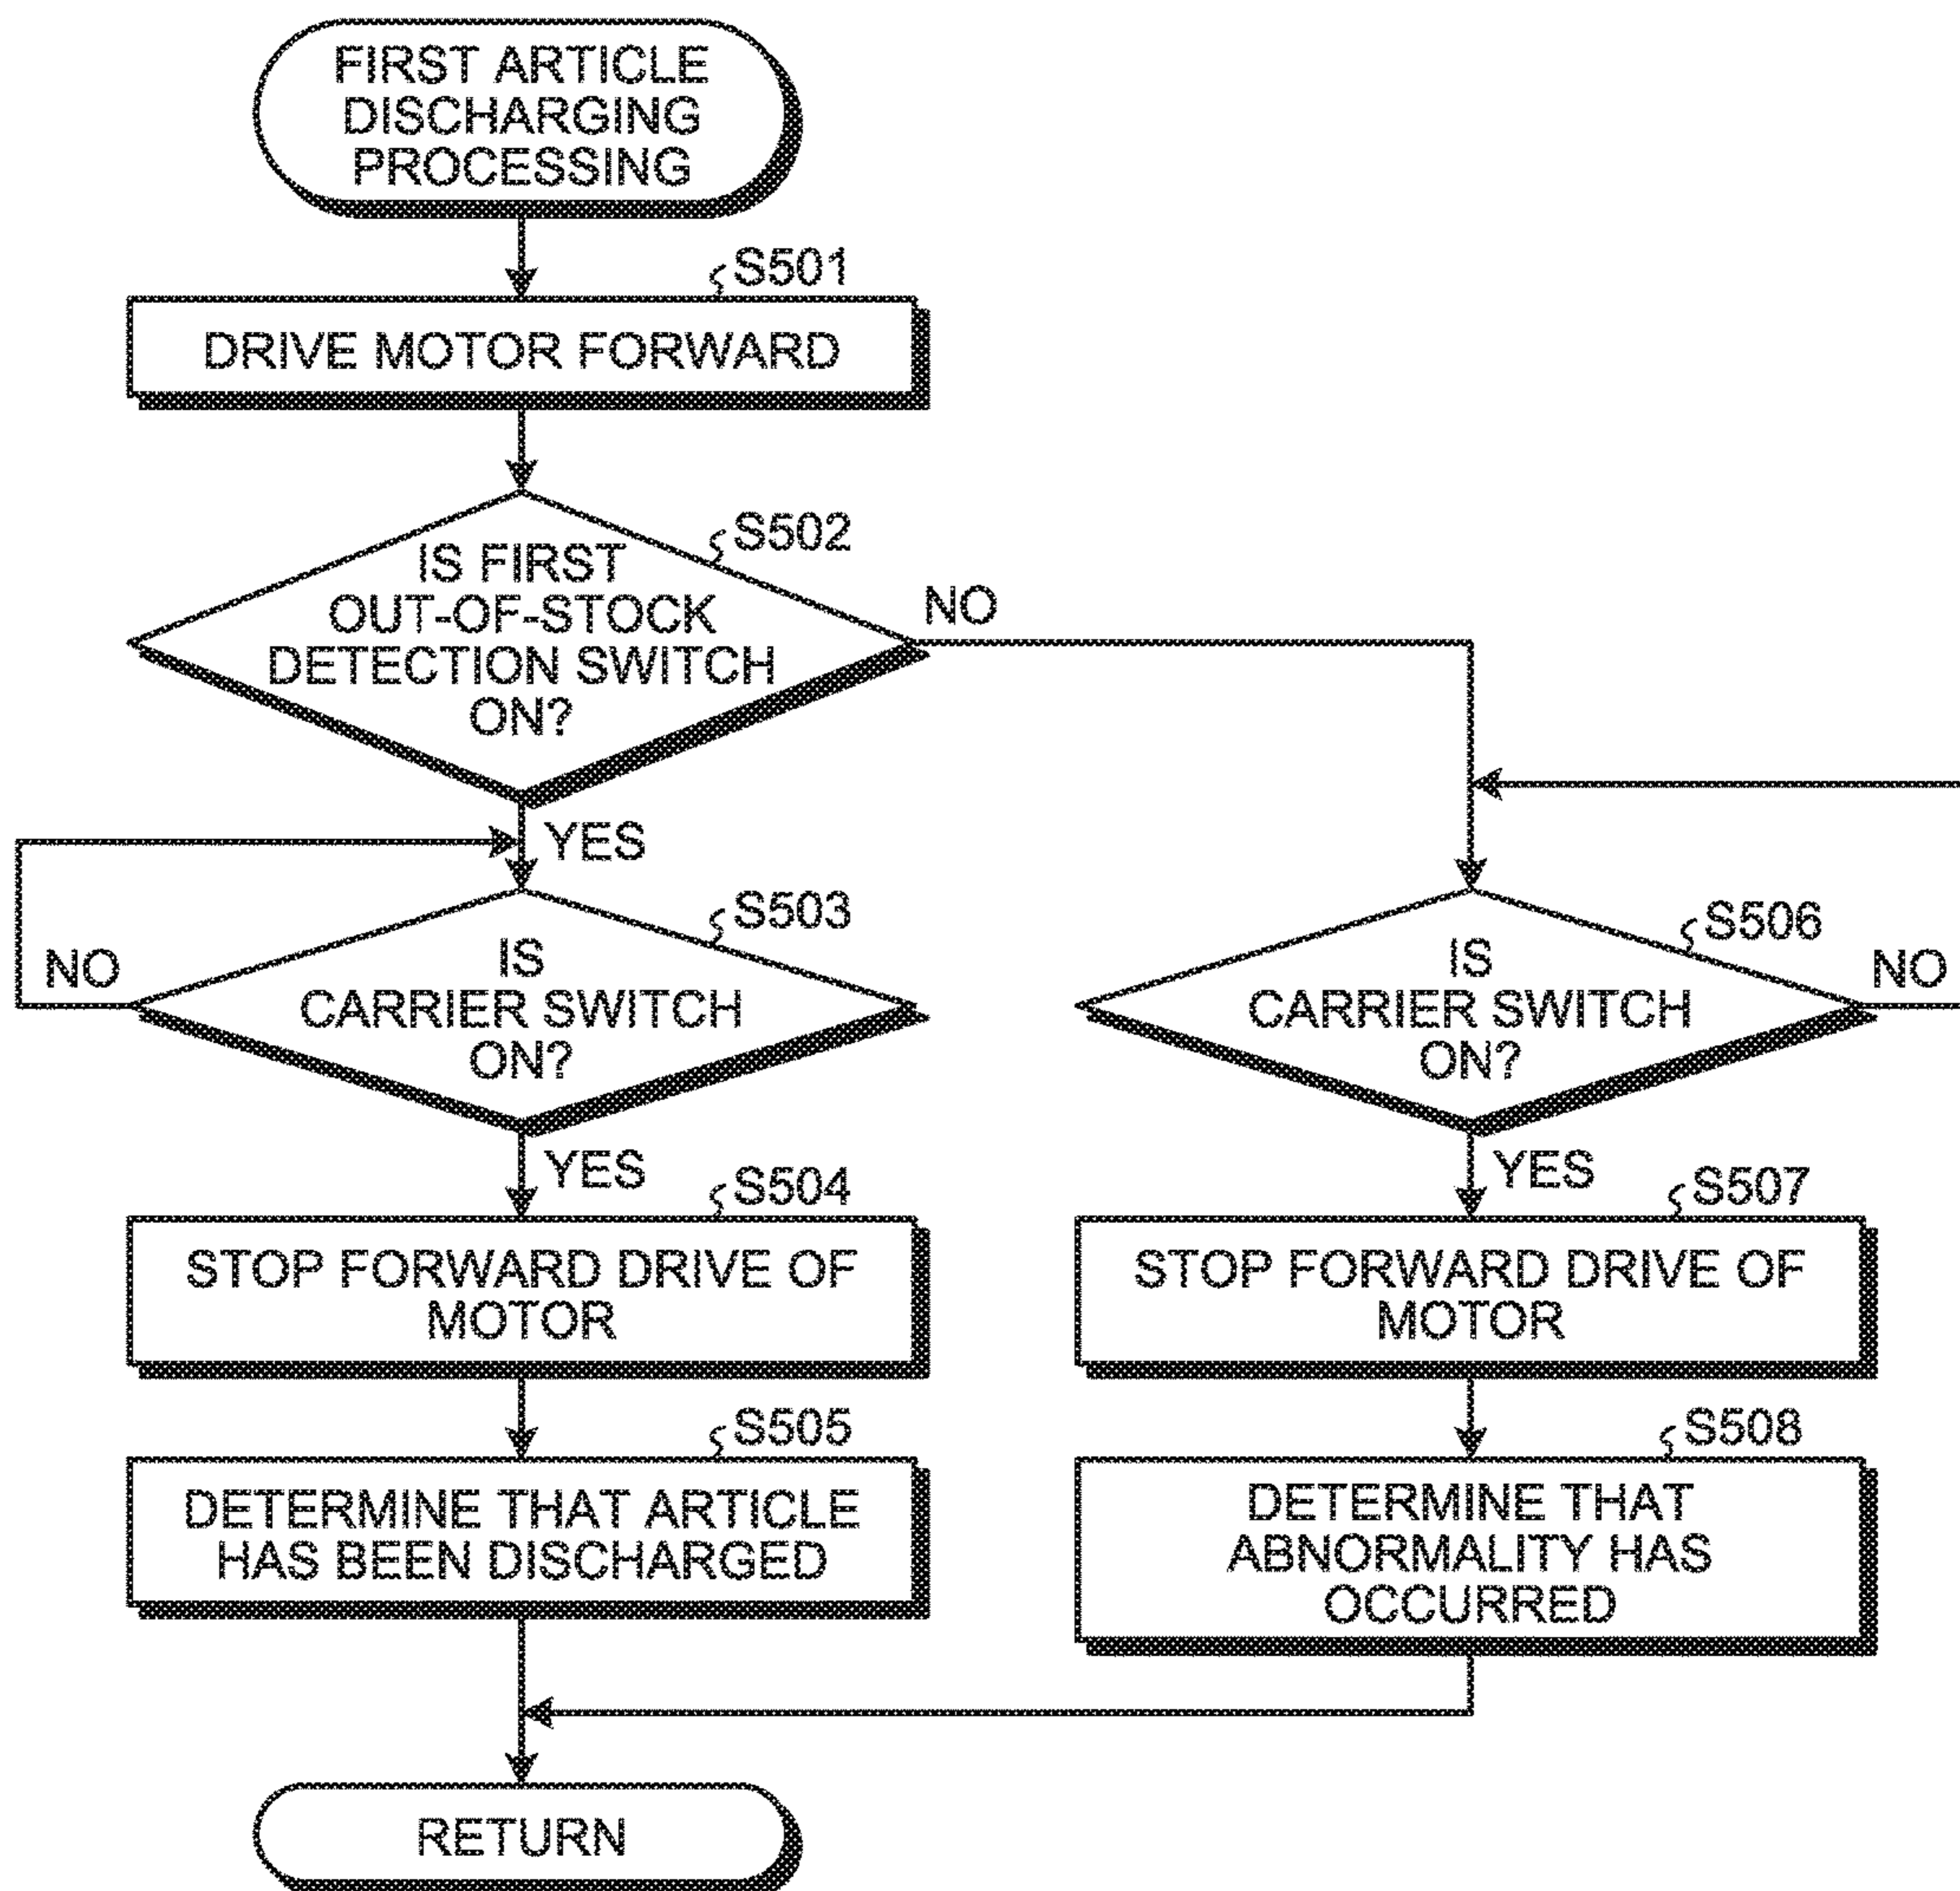 FIRST ARTICLE
DISCHARGING
PROCESSING
S501
DRIVE MOTOR FORWARD
S502
IS FIRST
OUT-OF-STOCK
DETECTION SWITCH
ON?
NO
YES
S503
IS
CARRIER SWITCH
ON?
NO
YES
S504
STOP FORWARD DRIVE OF
MOTOR
S505
DETERMINE THAT ARTICLE
HAS BEEN DISCHARGED
S506
IS
CARRIER SWITCH
ON?
NO
YES
S507
STOP FORWARD DRIVE OF
MOTOR
S508
DETERMINE THAT
ABNORMALITY HAS
OCCURRED
RETURN